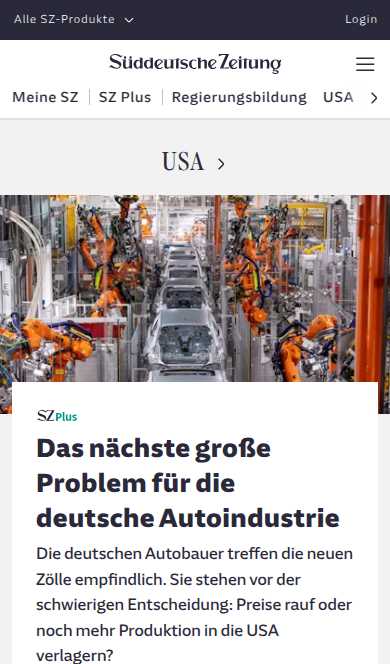 Alle SZ-Produkte
Login
Süddeutsche Zeitung
Meine SZ
SZ Plus
Regierungsbildung
USA
USA
SZ Plus
Das nächste große
Problem für die
deutsche Autoindustrie
Die deutschen Autobauer treffen die neuen
Zölle empfindlich. Sie stehen vor der
schwierigen Entscheidung: Preise rauf oder
noch mehr Produktion in die USA
verlagern?